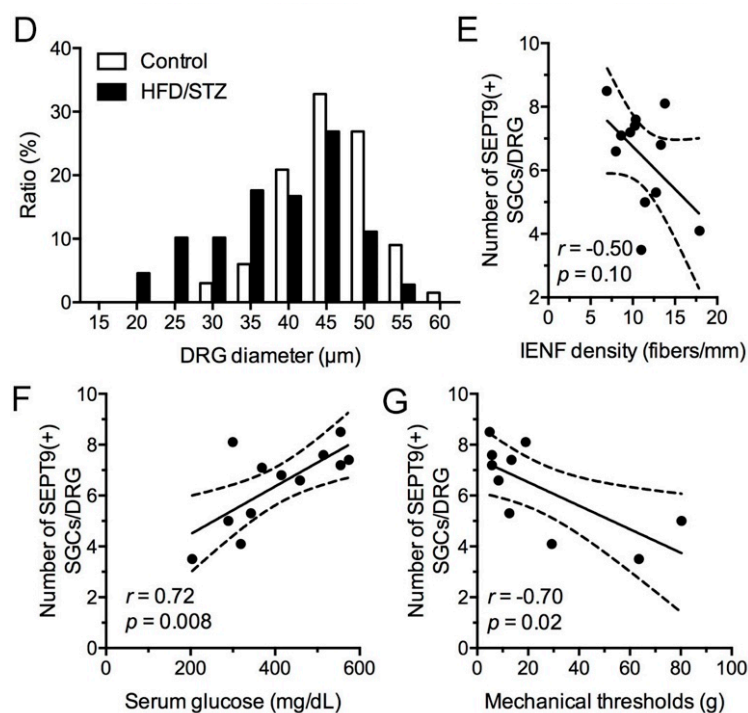 D
40
30
20
10
0
Ratio (%)
Control
HFD/STZ
15 20 25 30 35 40 45 50 55 60
DRG diameter (μm)
E
10
8
6
4
2
Number of SEPT9(+)
SGCs/DRG
r = -0.50
p = 0.10
0 5 10 15 20
IENF density (fibers/mm)
F
10
8
6
4
2
0
Number of SEPT9(+)
SGCs/DRG
r = 0.72
p = 0.008
0 200 400 600
Serum glucose (mg/dL)
G
10
8
6
4
2
0
Number of SEPT9(+)
SGCs/DRG
r = -0.70
p = 0.02
0 20 40 60 80 100
Mechanical thresholds (g)